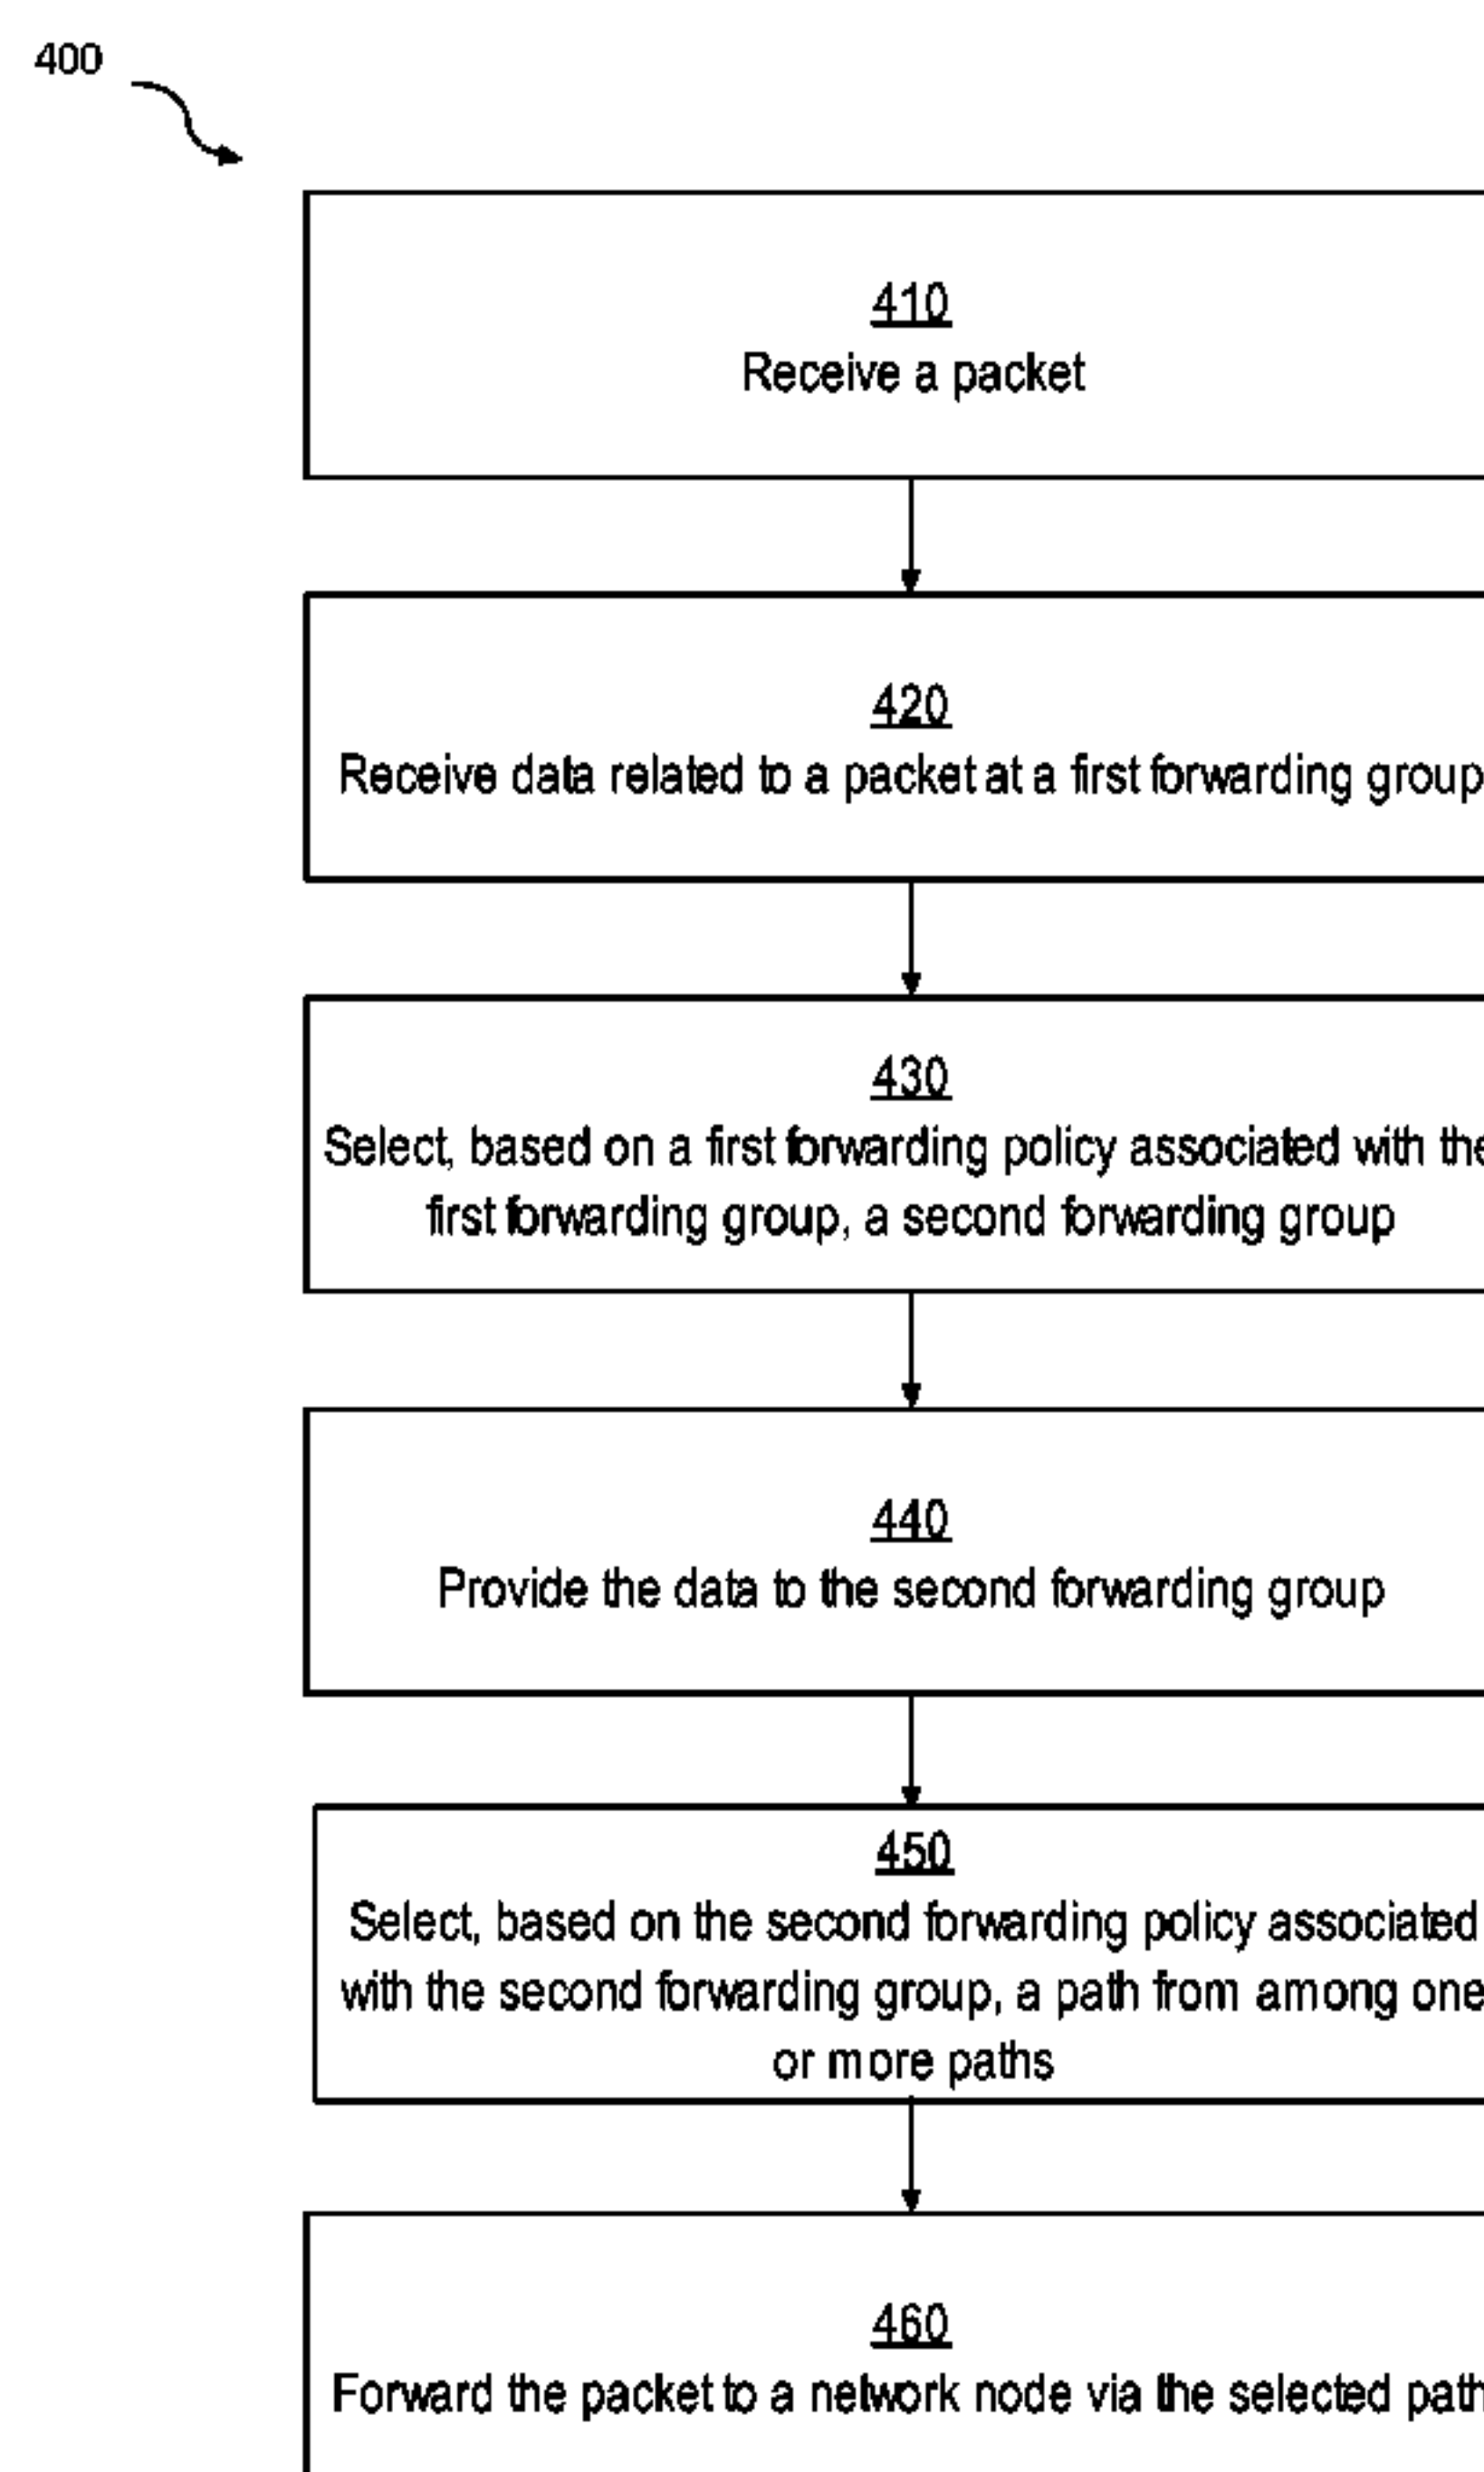 400
410
Receive a packet
420
Receive data related to a packet at a first forwarding group
430
Select, based on a first forwarding policy associated with the
first forwarding group, a second forwarding group
440
Provide the data to the second forwarding group
450
Select, based on the second forwarding policy associated
with the second forwarding group, a path from among one
or more paths
460
Forward the packet to a network node via the selected path